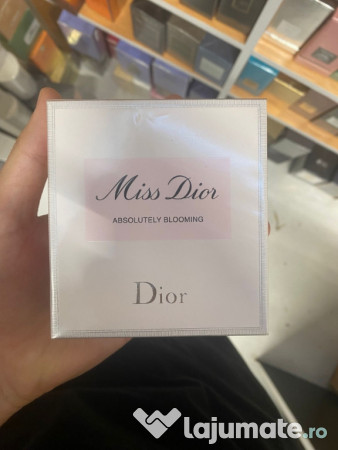 Miss Dior
ABSOLUTELY BLOOMING
Dior
lajumate.ro